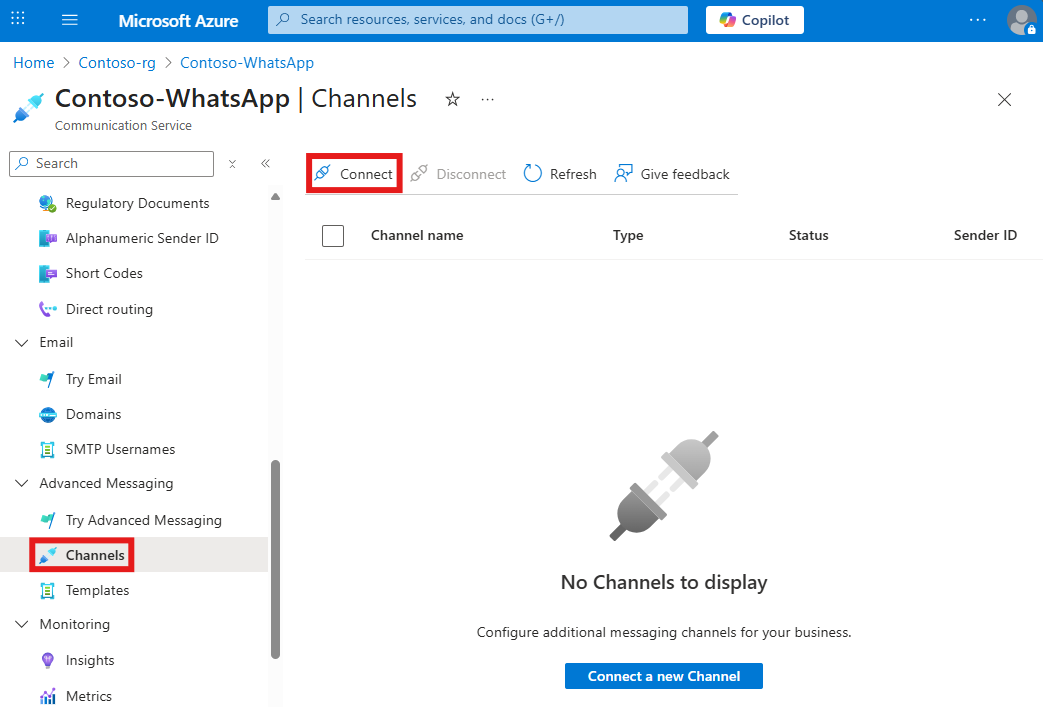 Microsoft Azure
Search resources, services, and docs (G+/)
Copilot
Home > Contoso-rg > Contoso-WhatsApp
Contoso-WhatsApp | Channels
Communication Service
Search
Connect
Disconnect
Refresh
Give feedback
Regulatory Documents
Alphanumeric Sender ID
Short Codes
Direct routing
Email
Try Email
Domains
SMTP Usernames
Advanced Messaging
Try Advanced Messaging
Channels
Templates
Monitoring
Insights
Metrics
Channel name
Type
Status
Sender ID
No Channels to display
Configure additional messaging channels for your business.
Connect a new Channel